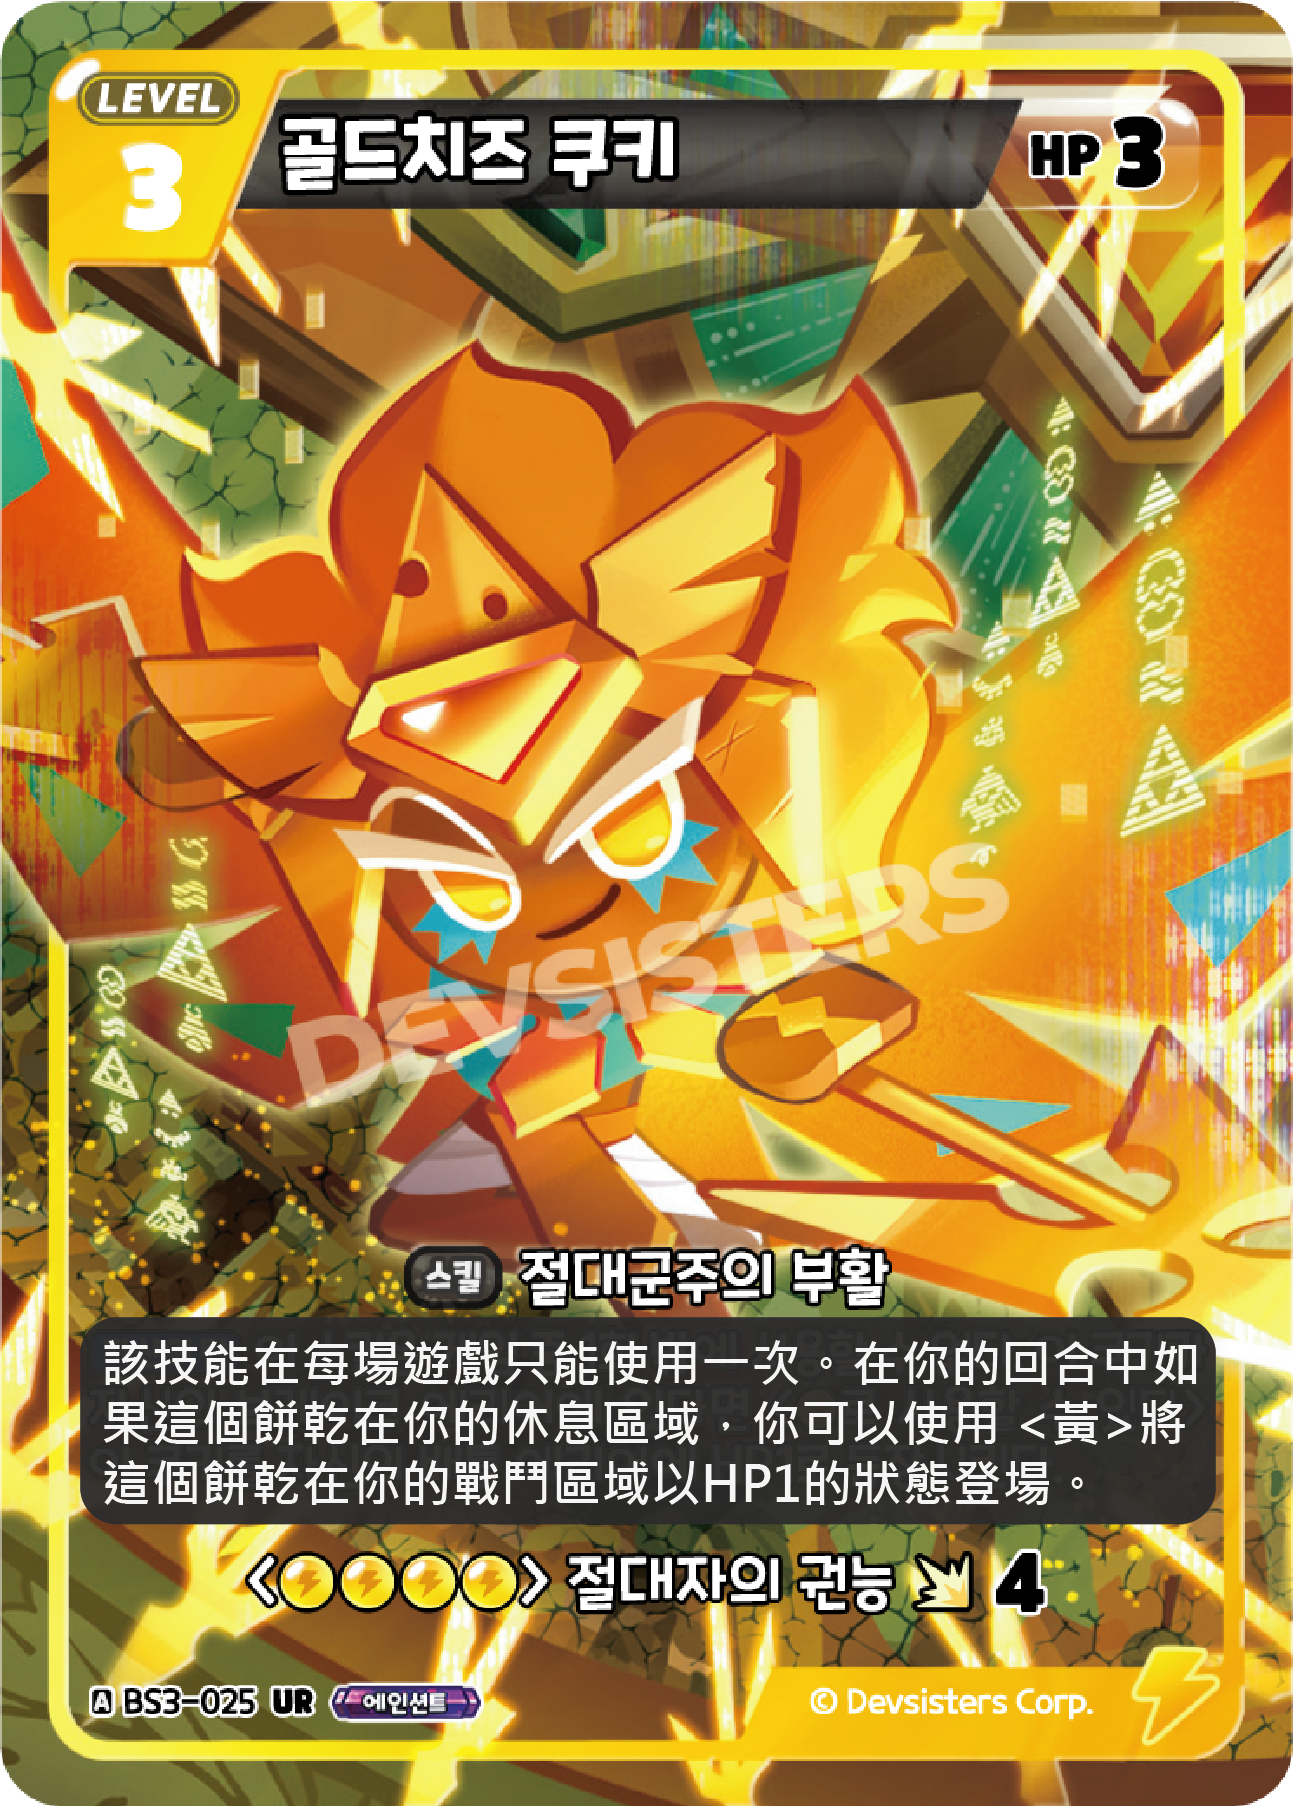 LEVEL
3
골드치즈 쿠키
HP 3
DEVSISTERS
스킬 절대군주의 부활
該技能在每場遊戲只能使用一次。在你的回合中如
果這個餅乾在你的休息區域，你可以使用 <黃>將
這個餅乾在你的戰鬥區域以HP1的狀態登場。
< > 절대자의 권능 4
A BS3-025 UR 에인션트
© Devsisters Corp.